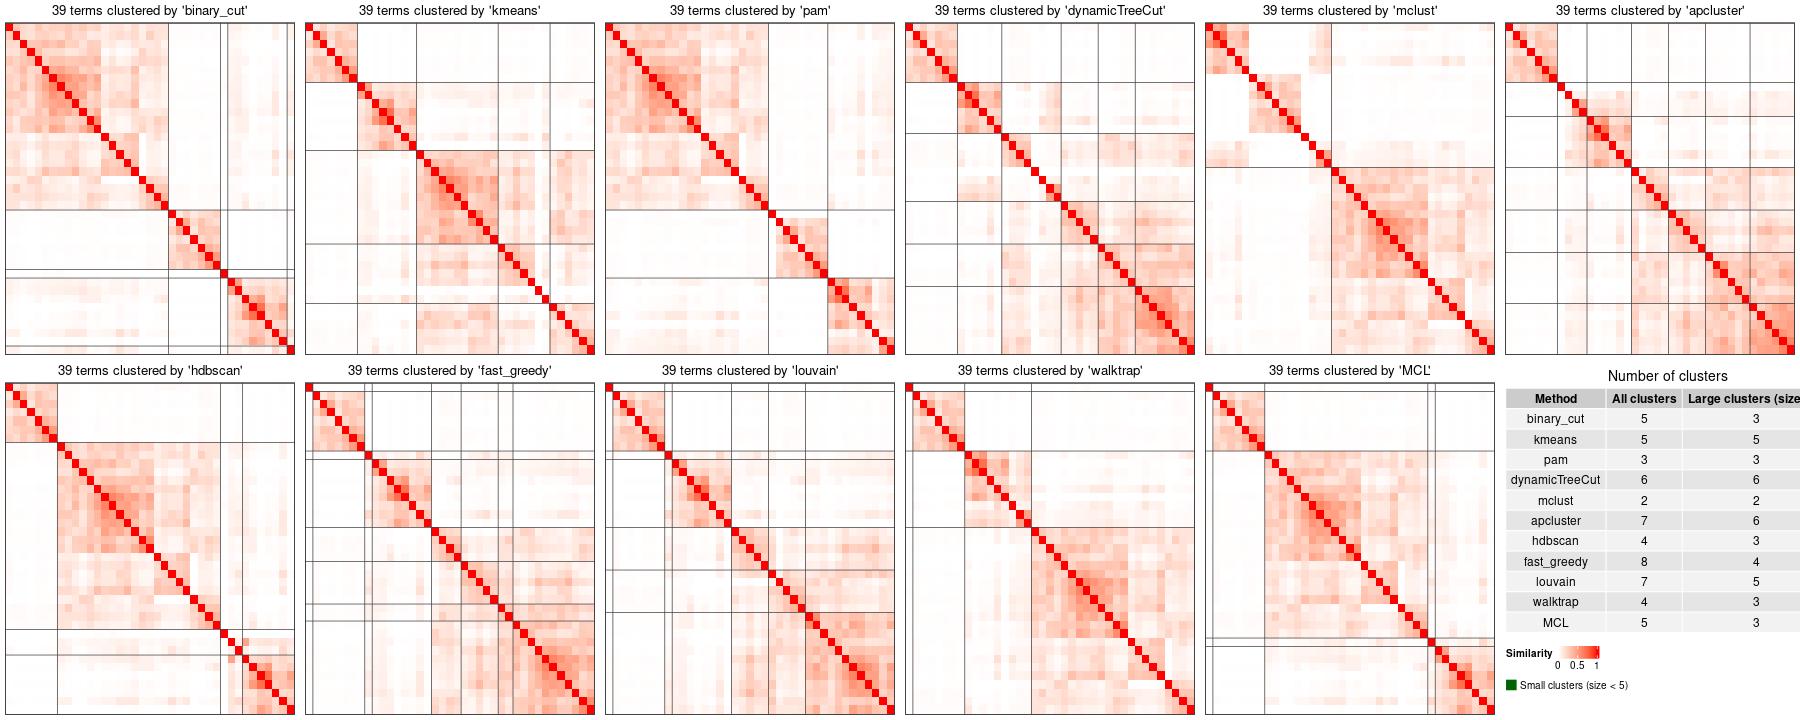 39 terms clustered by 'binary_cut'
39 terms clustered by 'kmeans'
39 terms clustered by 'pam'
39 terms clustered by 'dynamicTreeCut'
39 terms clustered by 'mclust'
39 terms clustered by 'apcluster'
39 terms clustered by 'hdbscan'
39 terms clustered by 'fast_greedy'
39 terms clustered by 'louvain'
39 terms clustered by 'walktrap'
39 terms clustered by 'MCL'
Number of clusters
Method All clusters Large clusters (size
binary_cut 5 3
kmeans 5 5
pam 3 3
dynamicTreeCut 6 6
mclust 2 2
apcluster 7 6
hdbscan 4 3
fast_greedy 8 4
louvain 7 5
walktrap 4 3
MCL 5 3
Similarity
0 0.5 1
Small clusters (size < 5)